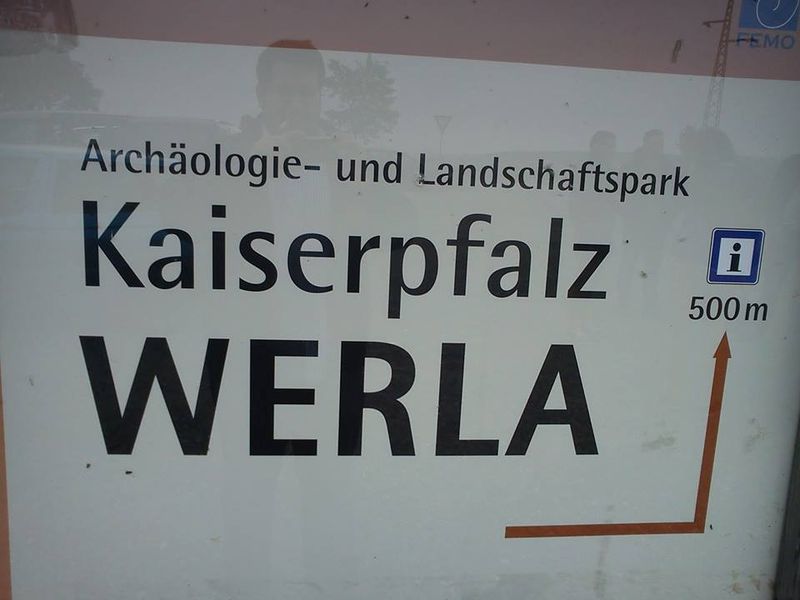 FEMO
Archäologie- und Landschaftspark
Kaiserpfalz
WERLA
i
500 m